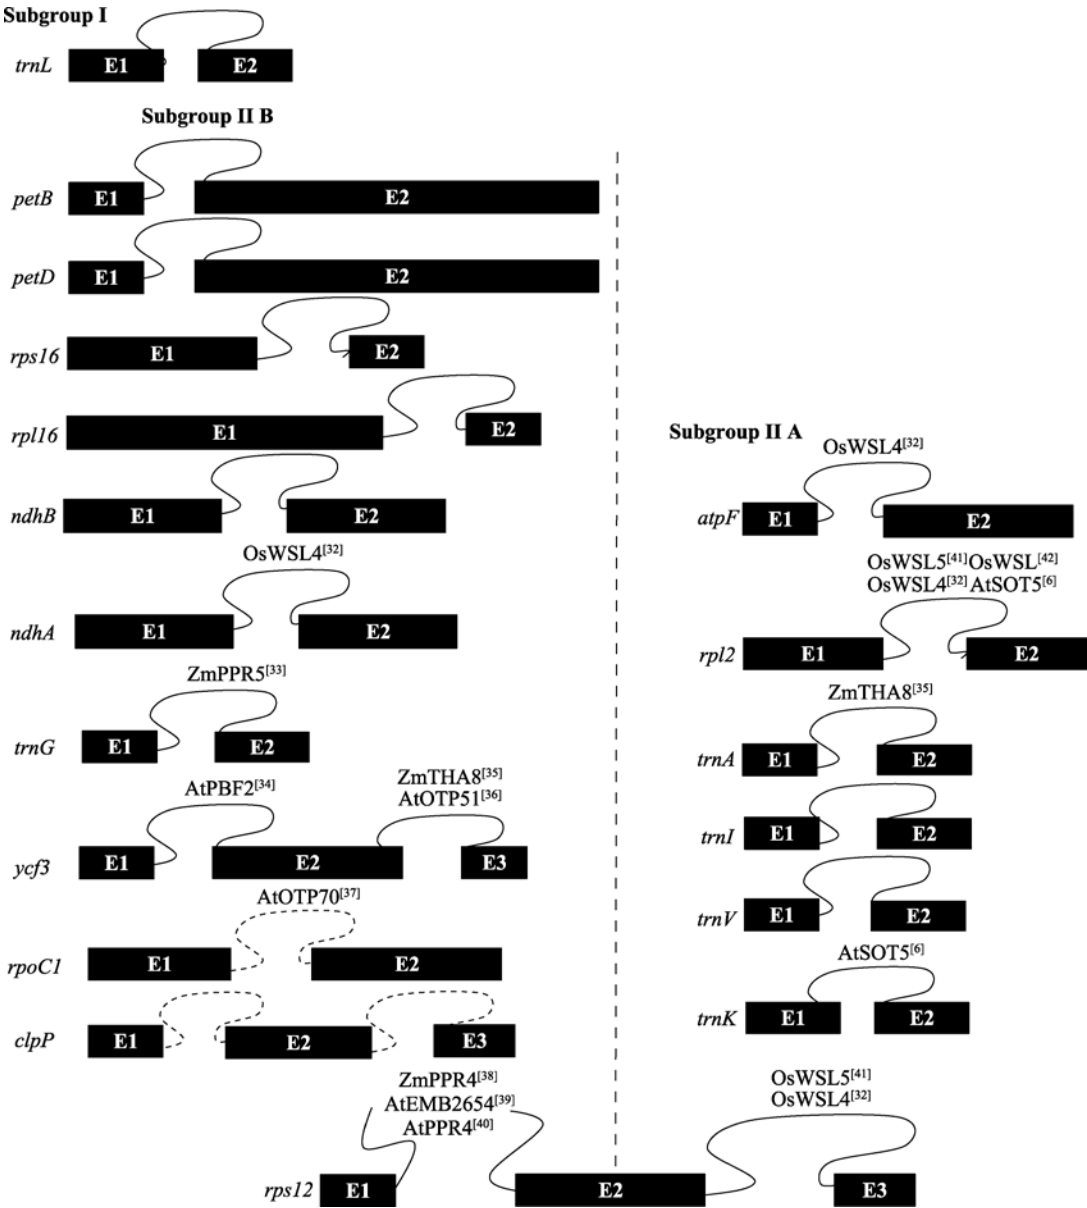 Subgroup I
trnL E1 E2
Subgroup II B
petB E1 E2
petD E1 E2
rps16 E1 E2
rpl16 E1 E2
ndhB E1 E2
OsWSL4[32]
ndhA E1 E2
ZmPPR5[33]
trnG E1 E2
AtPBF2[34] ZmTHA8[35]
AtOTP51[36]
ycf3 E1 E2 E3
AtOTP70[37]
rpoC1 E1 E2
clpP E1 E2 E3
Subgroup II A
OsWSL4[32]
atpF E1 E2
OsWSL5[41]OsWSL[42]
OsWSL4[32]AtSOT5[6]
rpl2 E1 E2
ZmTHA8[35]
trnA E1 E2
trnI E1 E2
trnV E1 E2
AtSOT5[6]
trnK E1 E2
ZmPPR4[38]
AtEMB2654[39]
AtPPR4[40]
OsWSL5[41]
OsWSL4[32]
rps12 E1 E2 E3